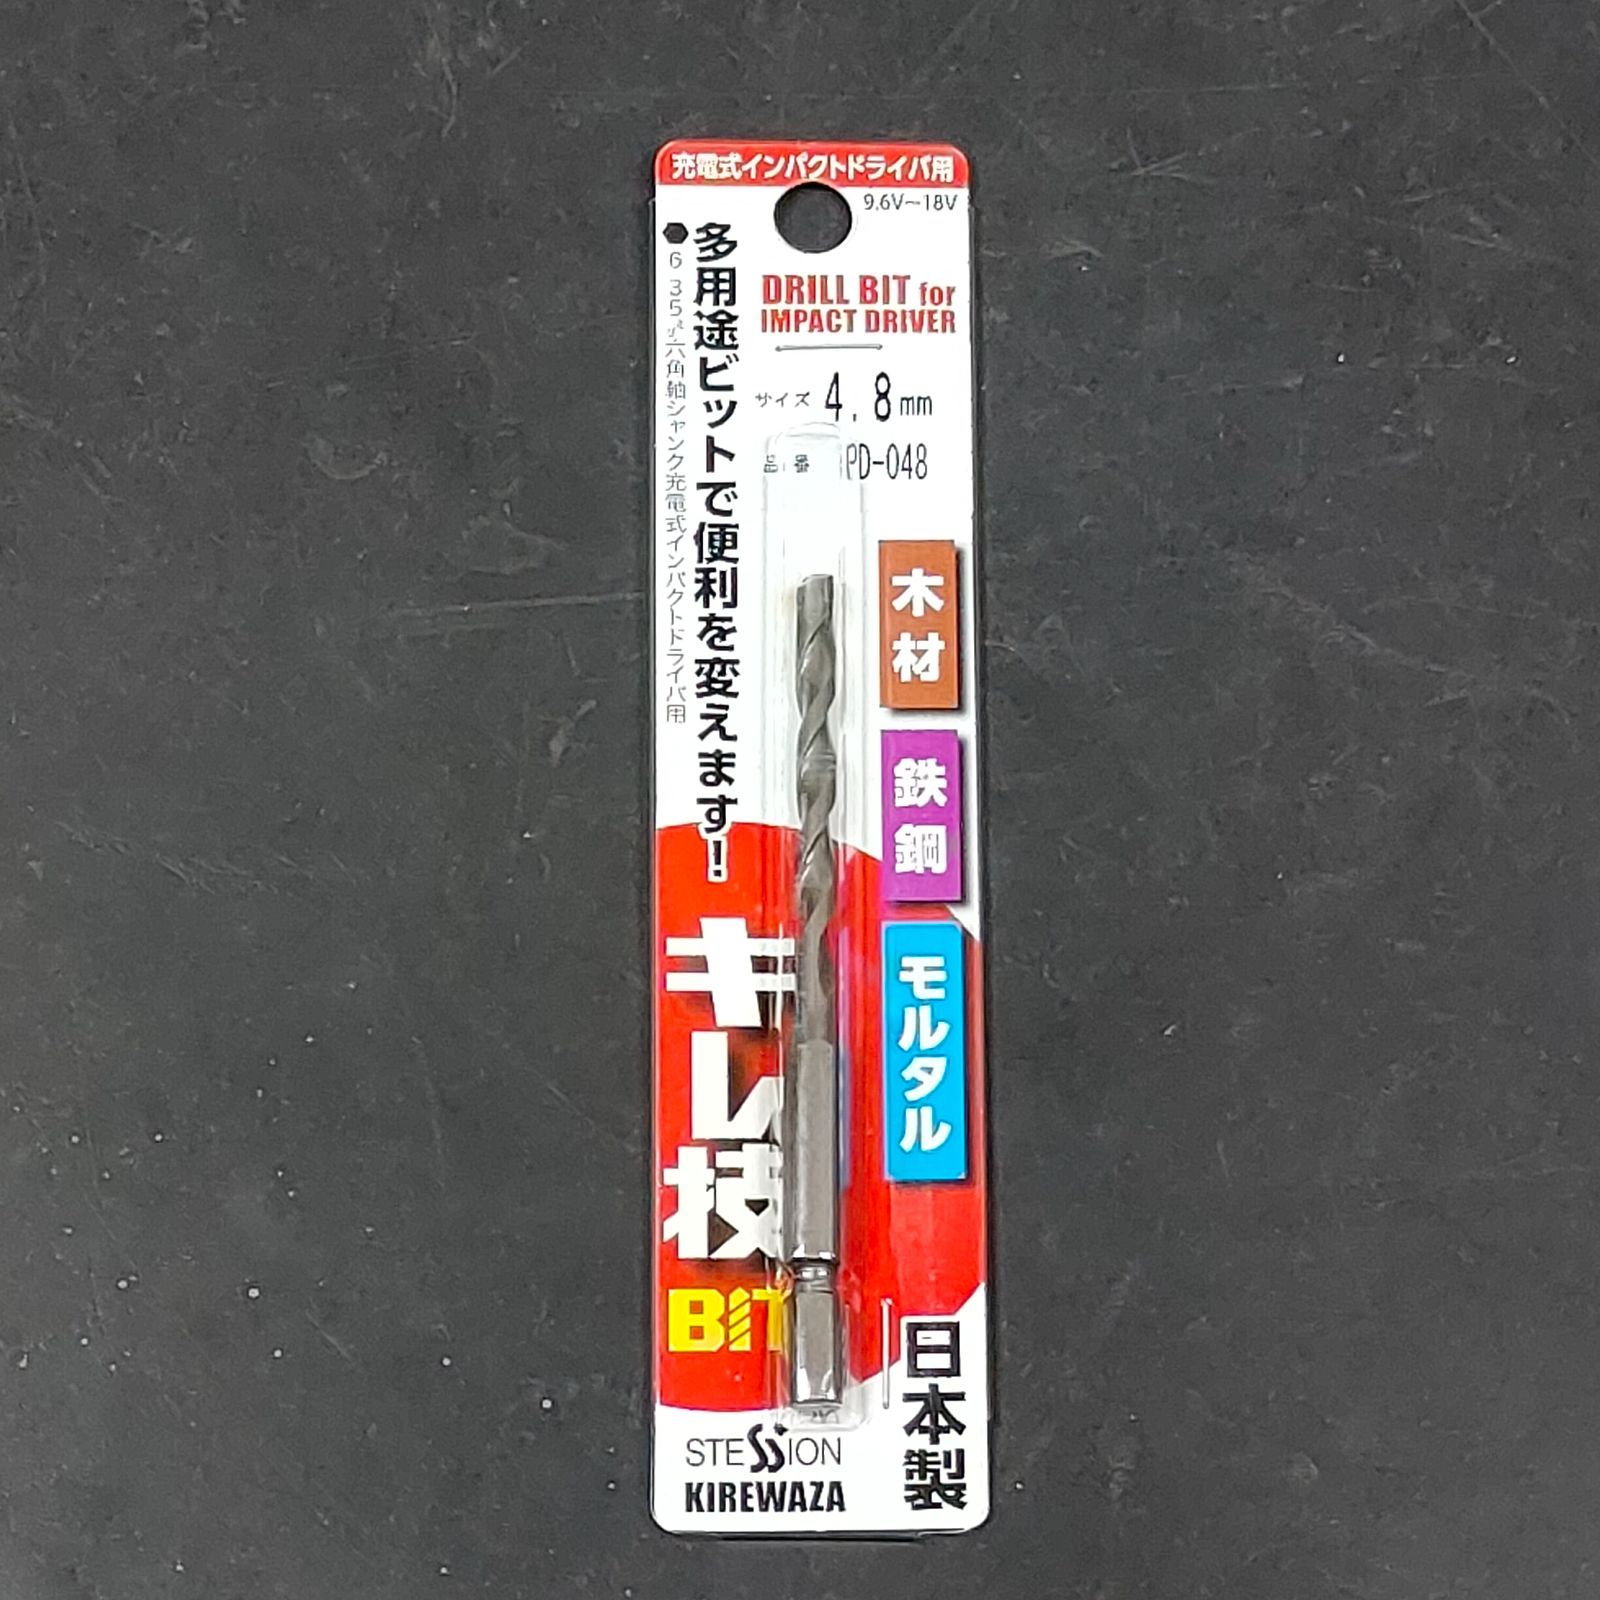 充電式インパクトドライバ用
9.6V～18V
多用途ビットで便利を変えます!
6.35㍉六角軸シャンク充電式インパクトドライバ用
DRILL BIT for
IMPACT DRIVER
サイズ 4.8mm
品番 PD-048
木材
鉄鋼
モルタル
キレ技
BIT
日本製
STESSION
KIREWAZA